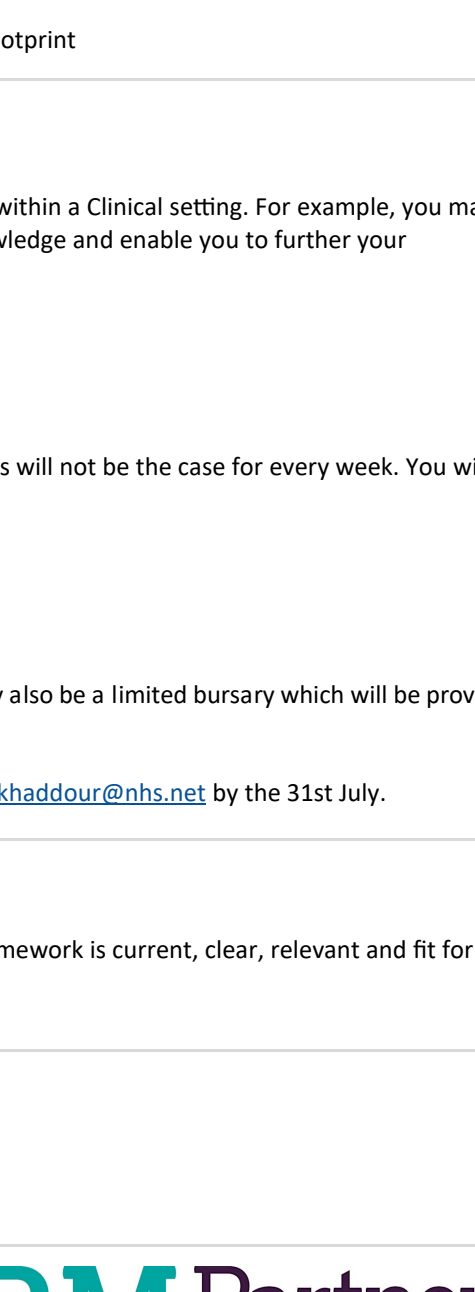 otprint
within a Clinical setting. For example, you ma
wledge and enable you to further your
s will not be the case for every week. You wi
y also be a limited bursary which will be prov
khaddour@nhs.net by the 31st July.
mework is current, clear, relevant and fit for
RM Partner